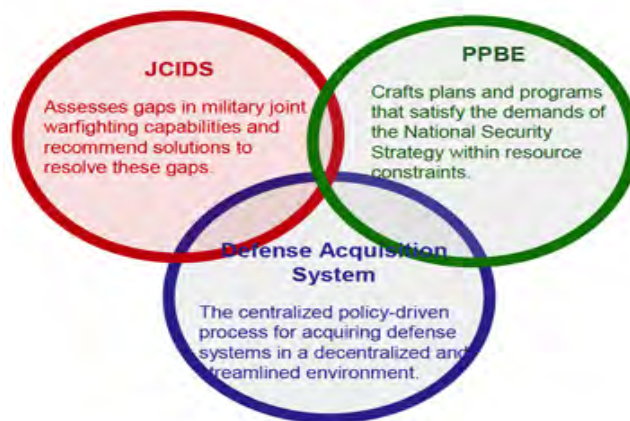 JCIDS
Assesses gaps in military joint
warfighting capabilities and
recommend solutions to
resolve these gaps.
PPBE
Crafts plans and programs
that satisfy the demands of
the National Security
Strategy within resource
constraints.
Defense Acquisition
System
The centralized policy-driven
process for acquiring defense
systems in a decentralized and
streamlined environment.